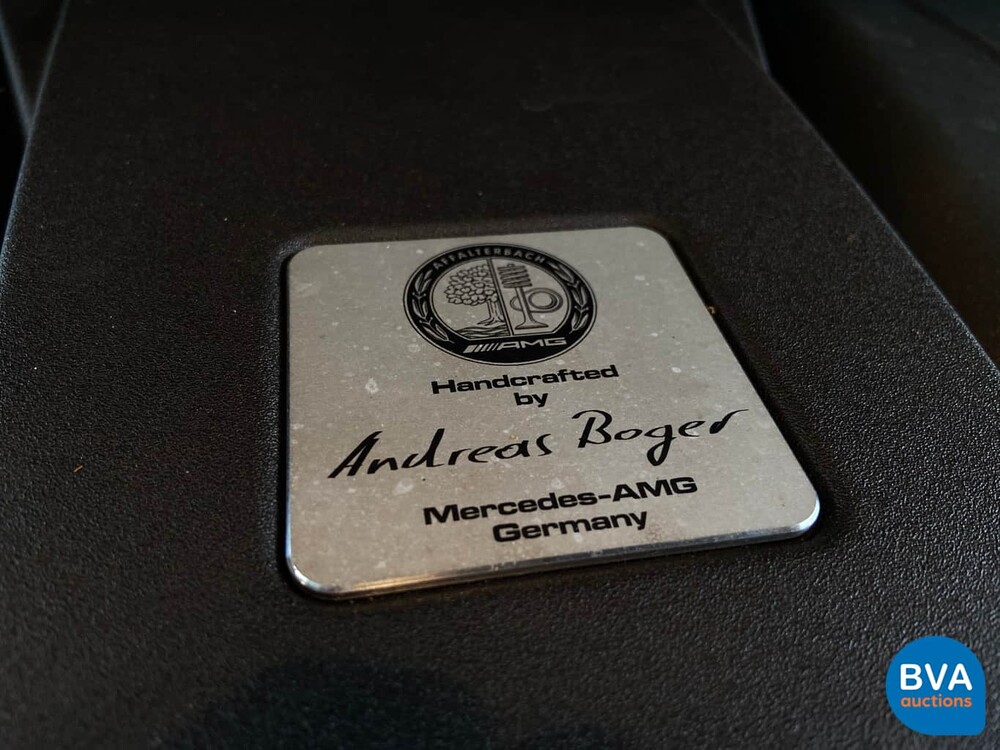 AFFALTERBACH
AMG
Handcrafted
by
Andreas Boger
Mercedes-AMG
Germany
BVA
auctions